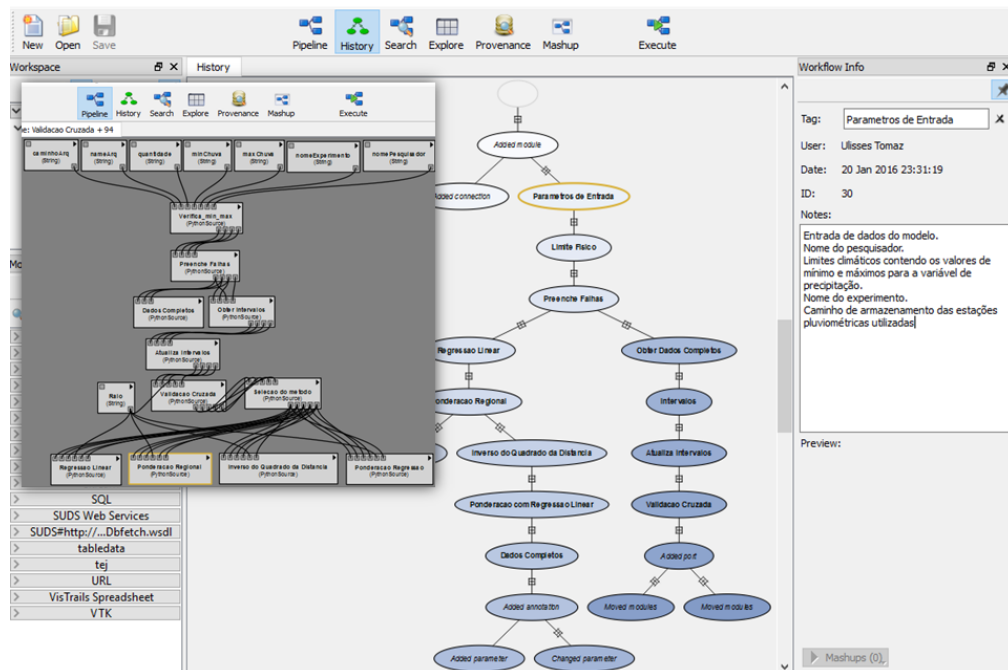 New Open Save
Pipeline History Search Explore Provenance Mashup Execute
Workspace
History
Workflow Info
Pipeline History Search Explore Provenance Mashup Execute
e: Validacao Cruzada + 94
caminhoArq
(String)
nameArq
(String)
quantidade
(String)
minChuva
(String)
maxChuva
(String)
nomeExperimento
(String)
nomePesquisador
(String)
Verifica_min_max
(PythonSource)
Preenche Falhas
(PythonSource)
Dados Completos
(PythonSource)
Obter Intervalos
(PythonSource)
Atualiza Intervalos
(PythonSource)
Raio
(String)
Validacao Cruzada
(PythonSource)
Selecao do metodo
(PythonSource)
Regressao Linear
(PythonSource)
Ponderacao Regional
(PythonSource)
Inverso do Quadrado da Distancia
(PythonSource)
Ponderacao Regressao
(PythonSource)
Mo
SQL
SUDS Web Services
SUDS#http://...Dbfetch.wsdl
tabledata
tej
URL
VisTrails Spreadsheet
VTK
Added module
Added connection
Parametros de Entrada
Limite Fisico
Preenche Falhas
Regressao Linear
Obter Dados Completos
onderacao Regional
Intervalos
Inverso do Quadrado da Distancia
Atualiza Intervalos
Ponderacao com Regressao Linear
Validacao Cruzada
Dados Completos
Added port
Added annotation
Moved modules
Moved modules
Added parameter
Changed parameter
Tag: Parametros de Entrada
User: Ulisses Tomaz
Date: 20 Jan 2016 23:31:19
ID: 30
Notes:
Entrada de dados do modelo.
Nome do pesquisador.
Limites climáticos contendo os valores de
mínimo e máximos para a variável de
precipitação.
Nome do experimento.
Caminho de armazenamento das estações
pluviométricas utilizadas
Preview:
Mashups (0)